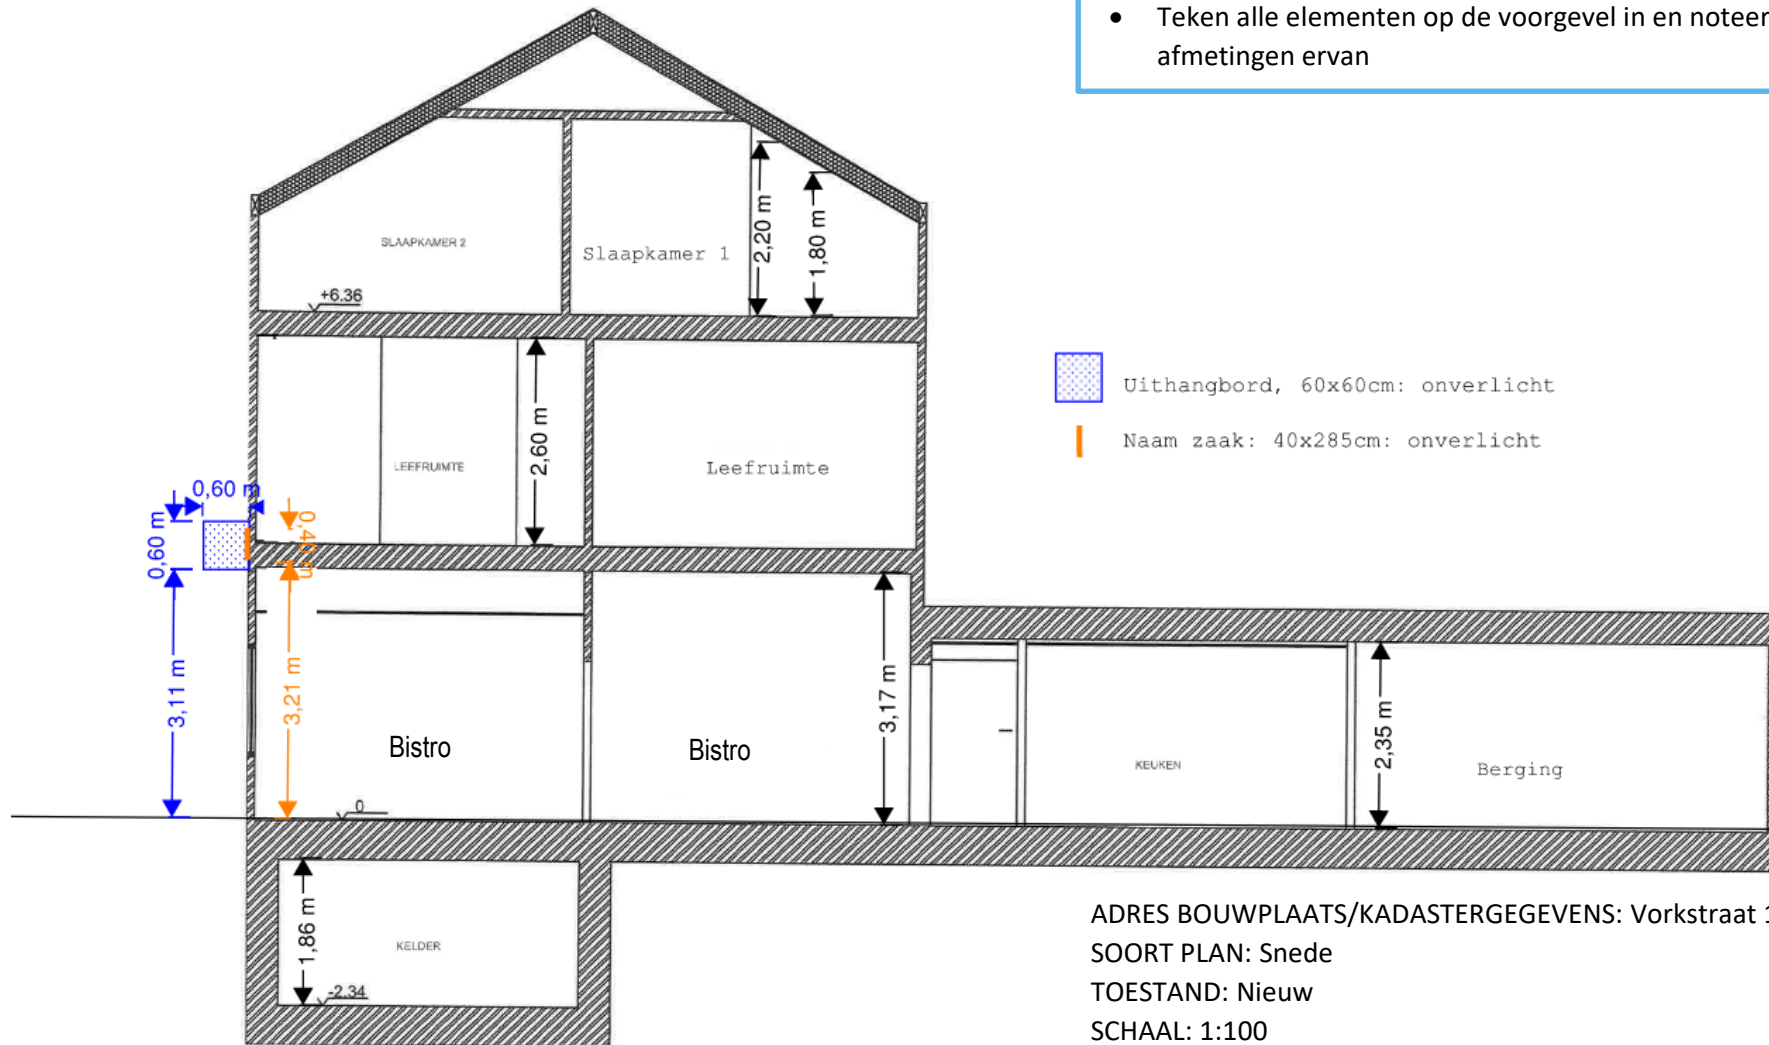 • Teken alle elementen op de voorgevel in en noteer
afmetingen ervan
SLAAPKAMER 2
Slaapkamer 1
2,20 m
1,80 m
+6.36
Uithangbord, 60x60cm: onverlicht
Naam zaak: 40x285cm: onverlicht
LEEFRUIMTE
2,60 m
Leefruimte
0,60 m
0,60 m
0,40 m
3,11 m
3,21 m
Bistro
Bistro
3,17 m
KEUKEN
2,35 m
Berging
0
1,86 m
KELDER
-2.34
ADRES BOUWPLAATS/KADASTERGEGEVENS: Vorkstraat 1
SOORT PLAN: Snede
TOESTAND: Nieuw
SCHAAL: 1:100